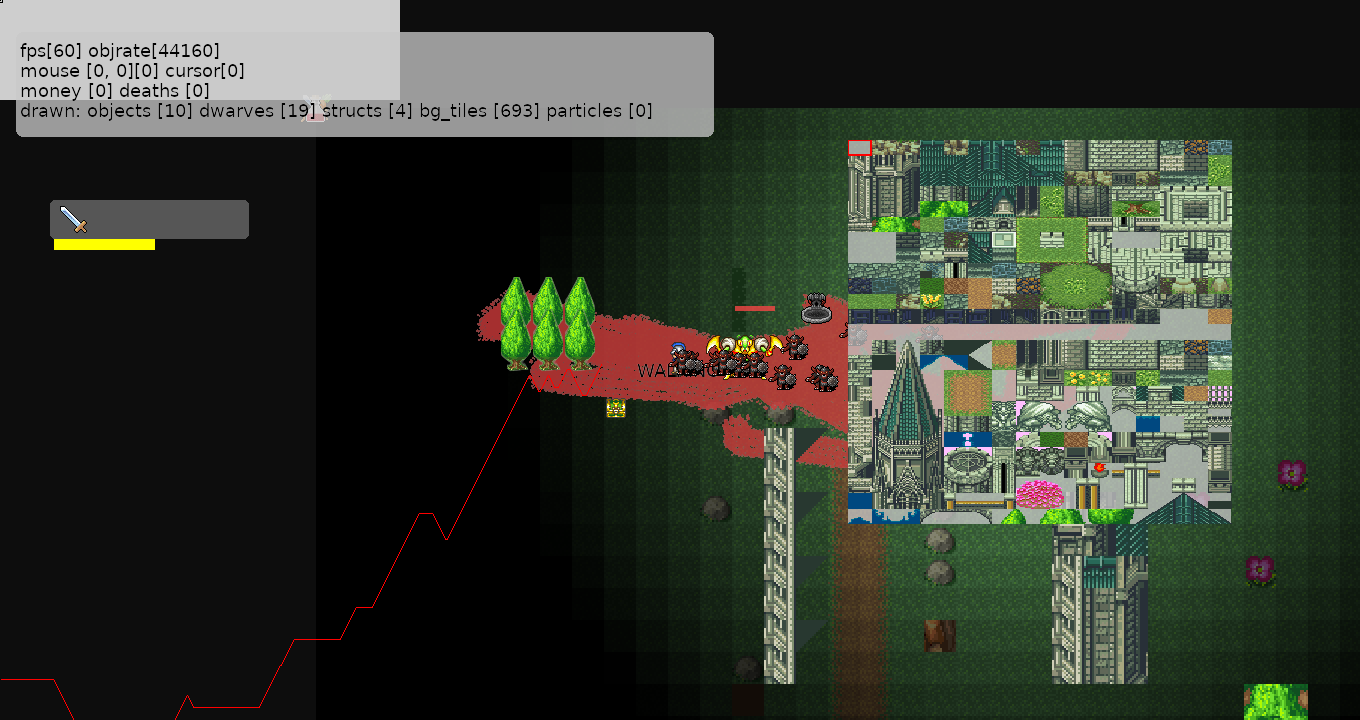 fps[60] objrate[44160]
mouse [0, 0][0] cursor[0]
money [0] deaths [0]
drawn: objects [10] dwarves [19] structs [4] bg_tiles [693] particles [0]